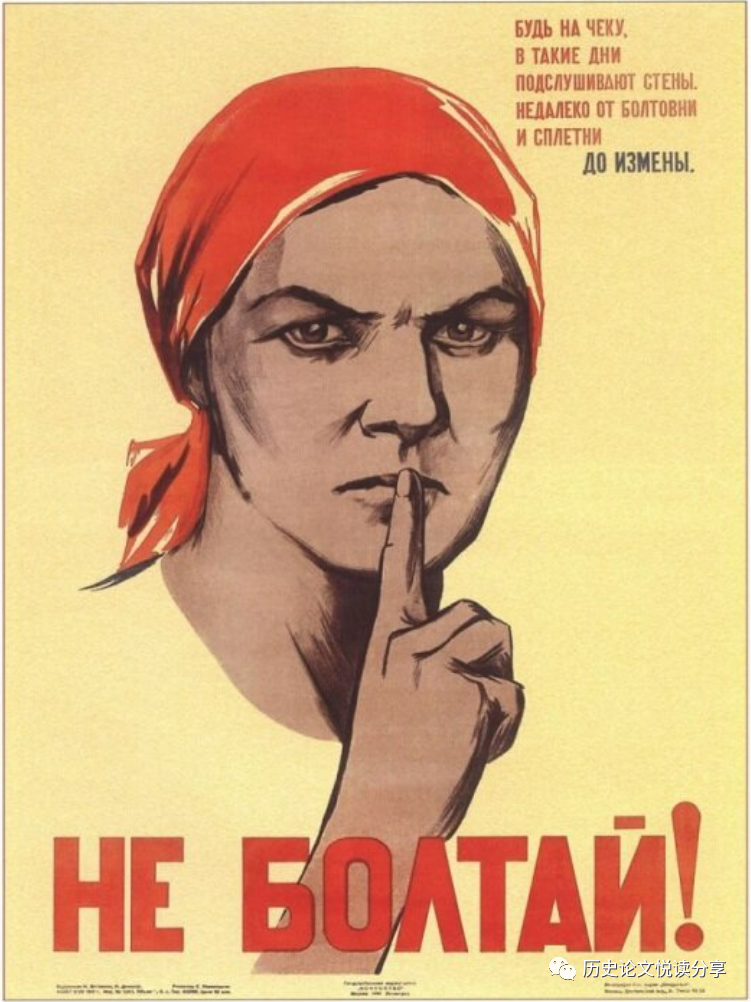 БУДЬ НА ЧЕКУ,
В ТАКИЕ ДНИ
ПОДСЛУШИВАЮТ СТЕНЫ.
НЕДАЛЕКО ОТ БОЛТОВНИ
И СПЛЕТНИ
ДО ИЗМЕНЫ.
НЕ БОЛТАЙ!
历史论文悦读分享